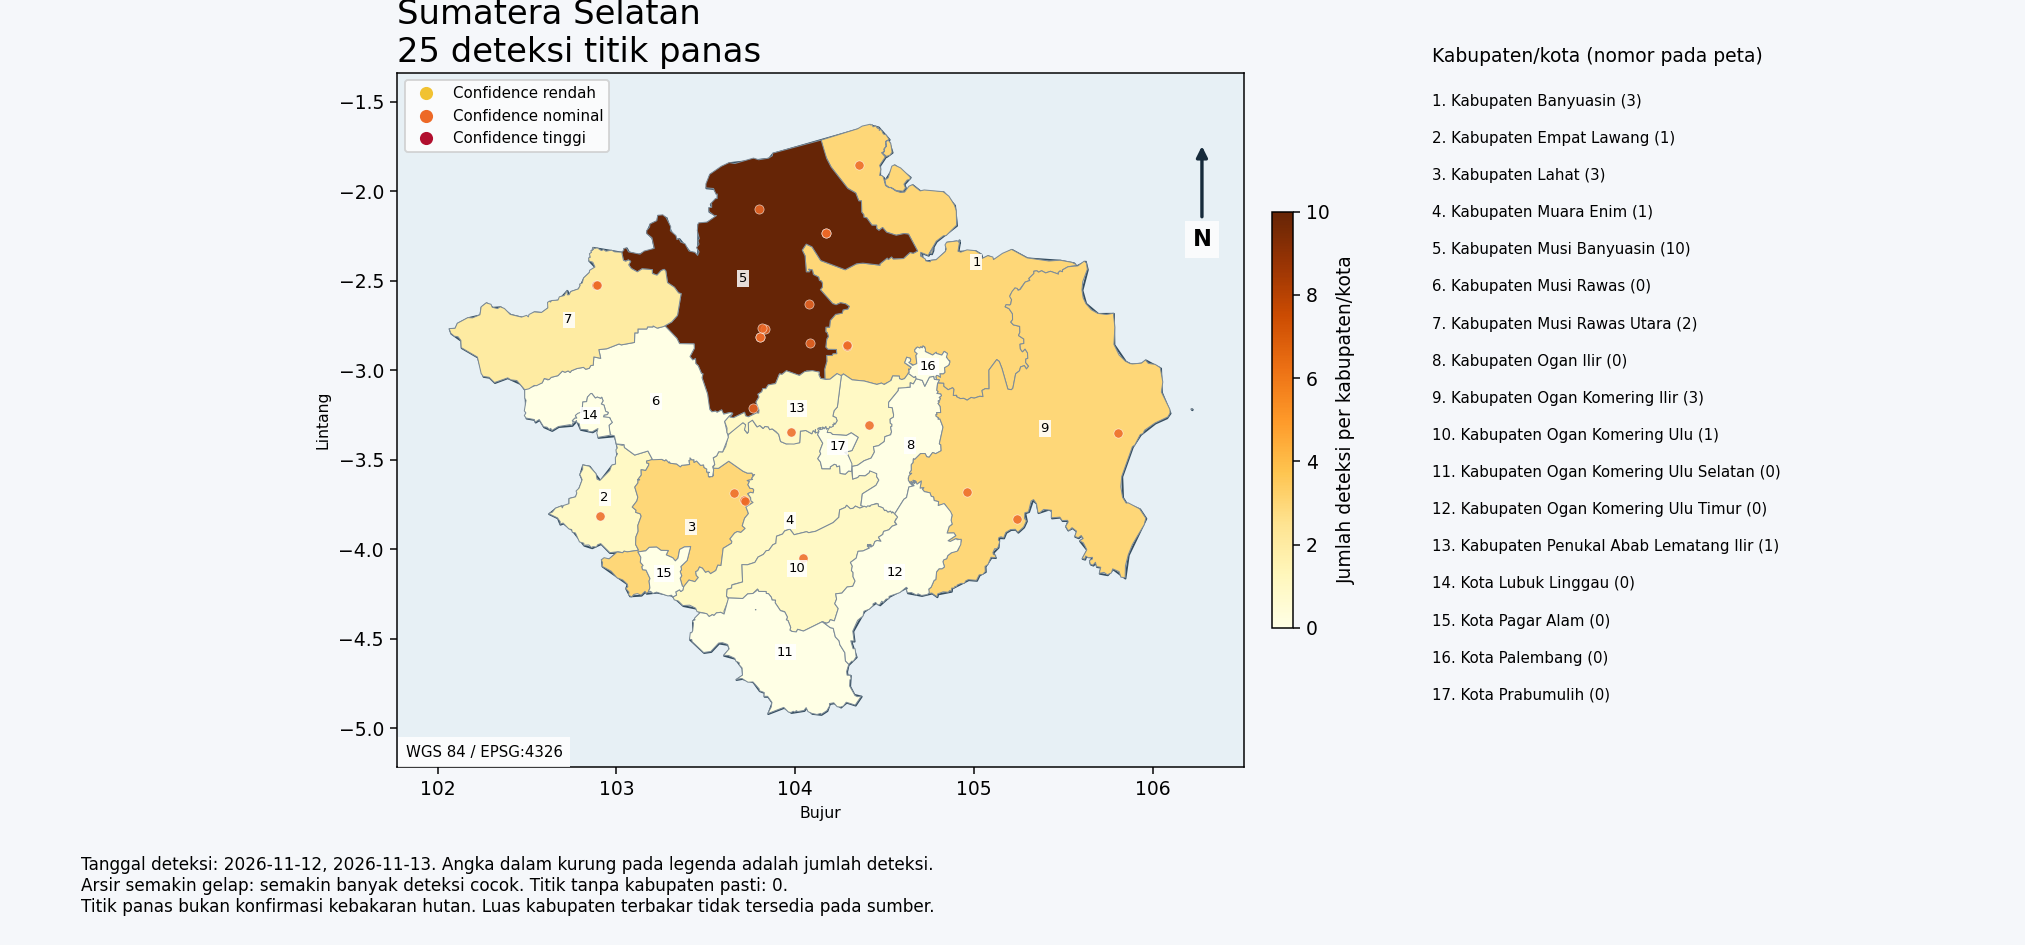 Sumatera Selatan
25 deteksi titik panas
Confidence rendah
Confidence nominal
Confidence tinggi
−1.5
−2.0
−2.5
−3.0
−3.5
−4.0
−4.5
−5.0
Lintang
102
103
104
105
106
Bujur
N
1
2
3
4
5
6
7
8
9
10
11
12
13
14
15
16
17
WGS 84 / EPSG:4326
10
8
6
4
2
0
Jumlah deteksi per kabupaten/kota
Kabupaten/kota (nomor pada peta)
1. Kabupaten Banyuasin (3)
2. Kabupaten Empat Lawang (1)
3. Kabupaten Lahat (3)
4. Kabupaten Muara Enim (1)
5. Kabupaten Musi Banyuasin (10)
6. Kabupaten Musi Rawas (0)
7. Kabupaten Musi Rawas Utara (2)
8. Kabupaten Ogan Ilir (0)
9. Kabupaten Ogan Komering Ilir (3)
10. Kabupaten Ogan Komering Ulu (1)
11. Kabupaten Ogan Komering Ulu Selatan (0)
12. Kabupaten Ogan Komering Ulu Timur (0)
13. Kabupaten Penukal Abab Lematang Ilir (1)
14. Kota Lubuk Linggau (0)
15. Kota Pagar Alam (0)
16. Kota Palembang (0)
17. Kota Prabumulih (0)
Tanggal deteksi: 2026-11-12, 2026-11-13. Angka dalam kurung pada legenda adalah jumlah deteksi.
Arsir semakin gelap: semakin banyak deteksi cocok. Titik tanpa kabupaten pasti: 0.
Titik panas bukan konfirmasi kebakaran hutan. Luas kabupaten terbakar tidak tersedia pada sumber.